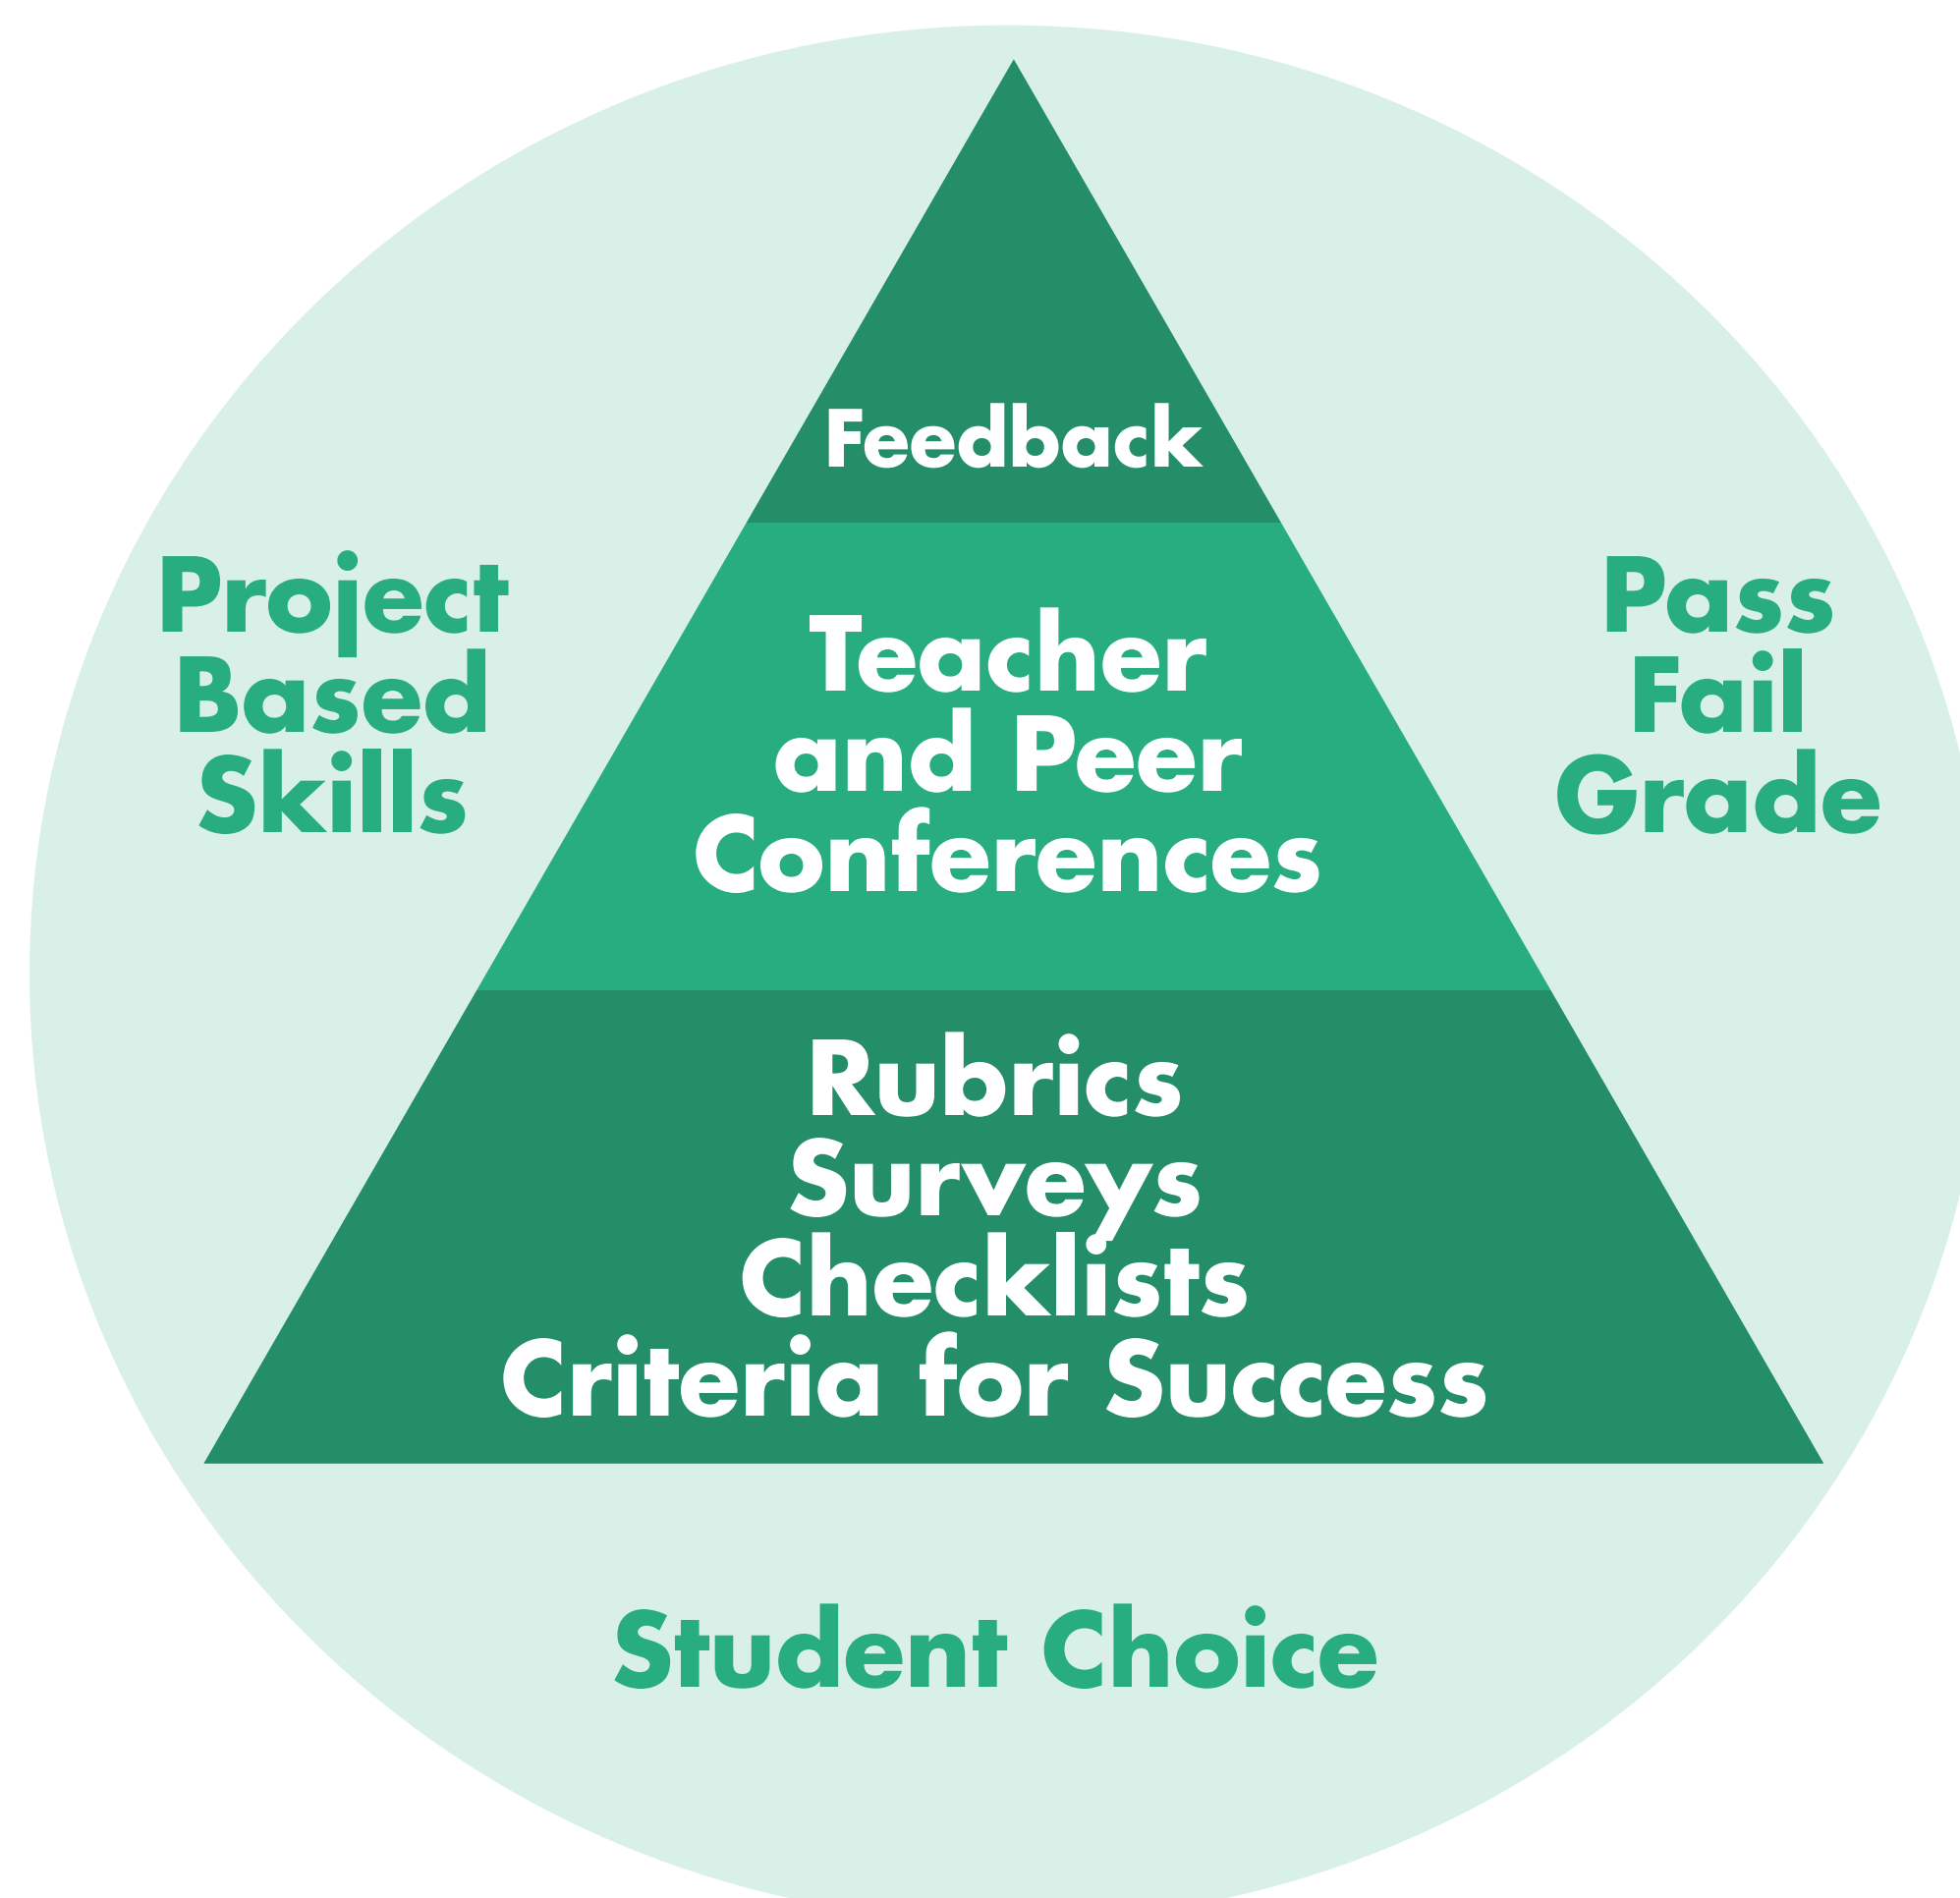 Feedback
Project
Based
Skills
Teacher
and Peer
Conferences
Pass
Fail
Grade
Rubrics
Surveys
Checklists
Criteria for Success
Student Choice